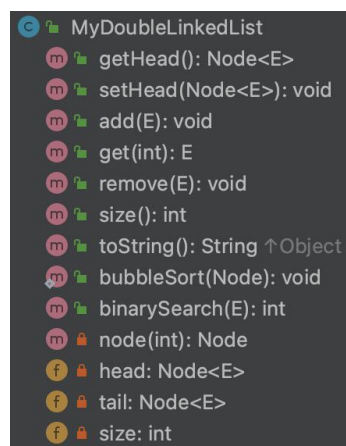 C MyDoubleLinkedList
m getHead(): Node<E>
m setHead(Node<E>): void
m add(E): void
m get(int): E
m remove(E): void
m size(): int
m toString(): String ↑Object
m bubbleSort(Node): void
m binarySearch(E): int
m node(int): Node
f head: Node<E>
f tail: Node<E>
f size: int